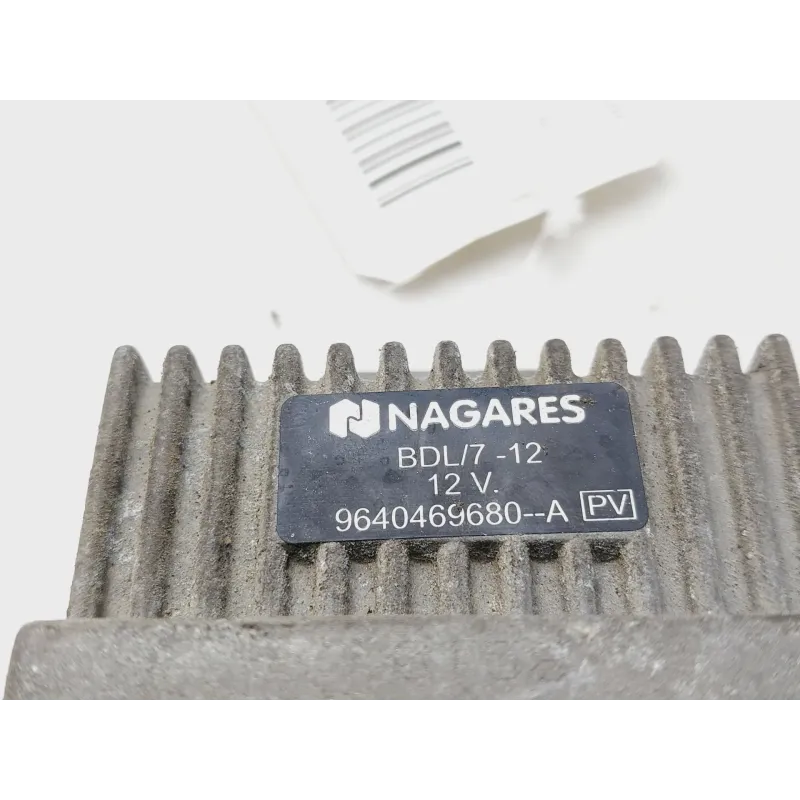 NAGARES
BDL/7 -12
12 V.
9640469680--A PV